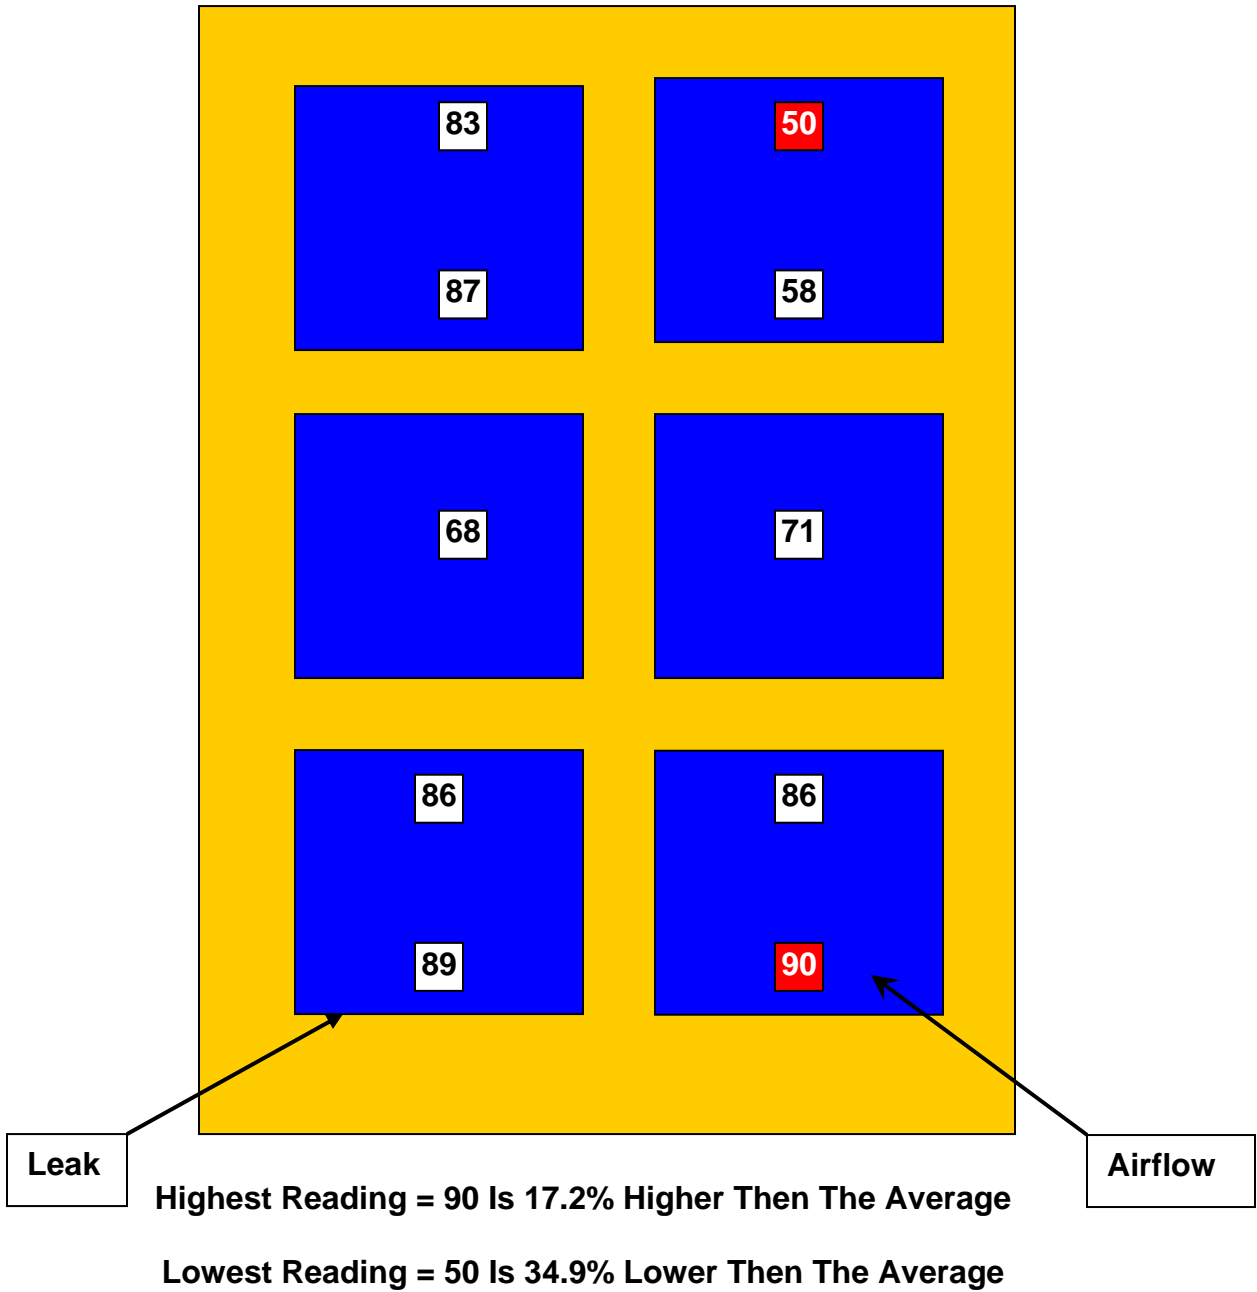 83
50
87
58
68
71
86
86
89
90
Leak
Airflow
Highest Reading = 90 Is 17.2% Higher Then The Average
Lowest Reading = 50 Is 34.9% Lower Then The Average